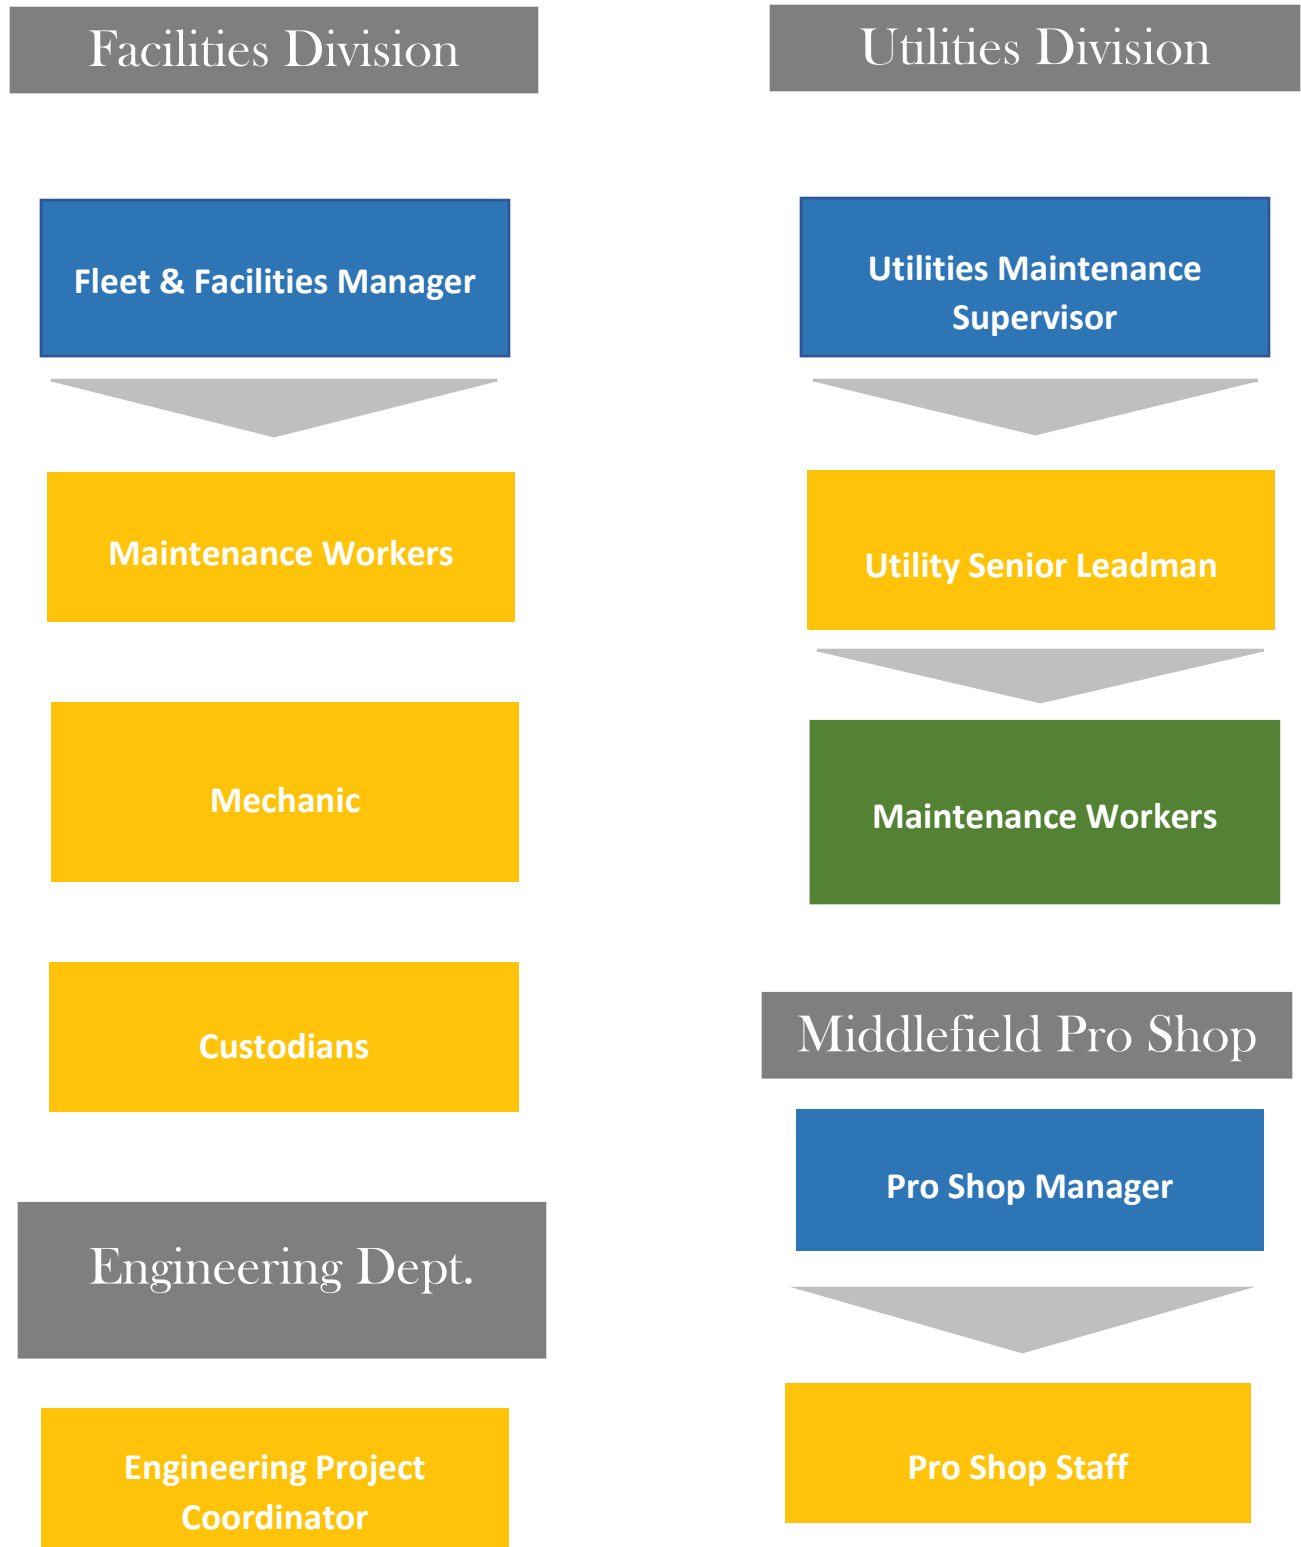 Facilities Division
Fleet & Facilities Manager
Maintenance Workers
Mechanic
Custodians
Engineering Dept.
Engineering Project
Coordinator
Utilities Division
Utilities Maintenance
Supervisor
Utility Senior Leadman
Maintenance Workers
Middlefield Pro Shop
Pro Shop Manager
Pro Shop Staff